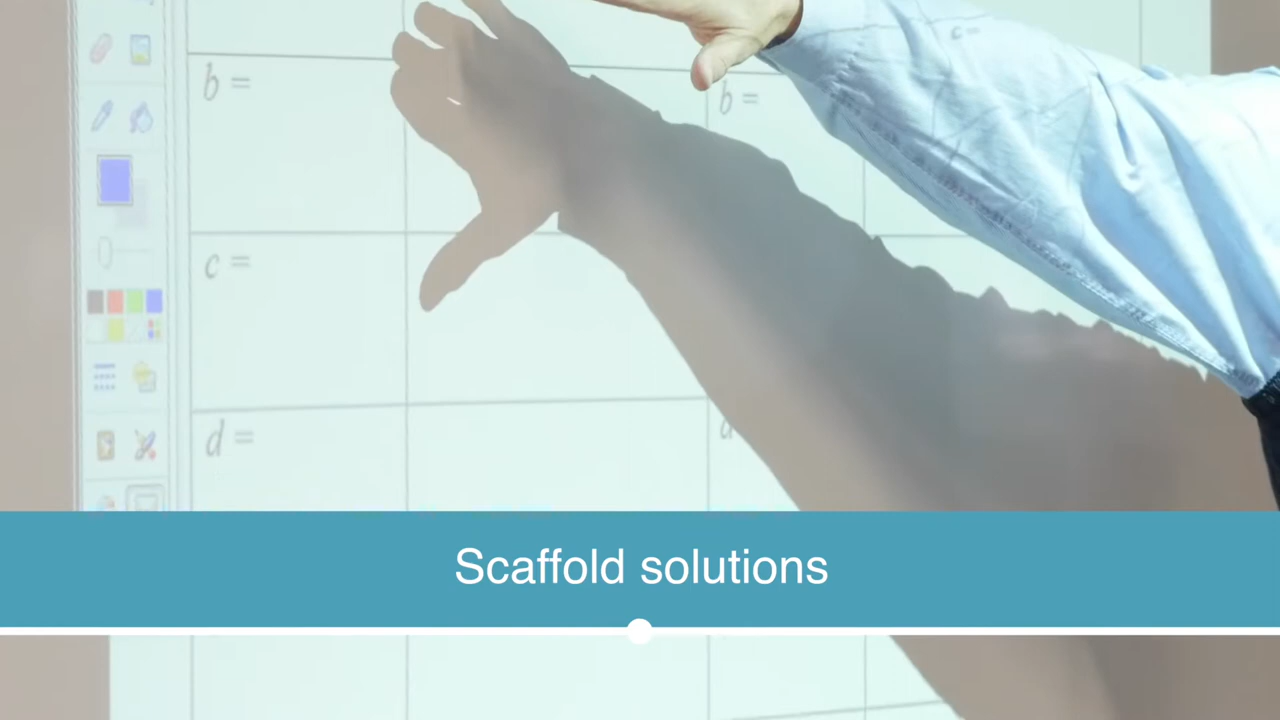 b =
b =
c =
c =
d =
d
Scaffold solutions